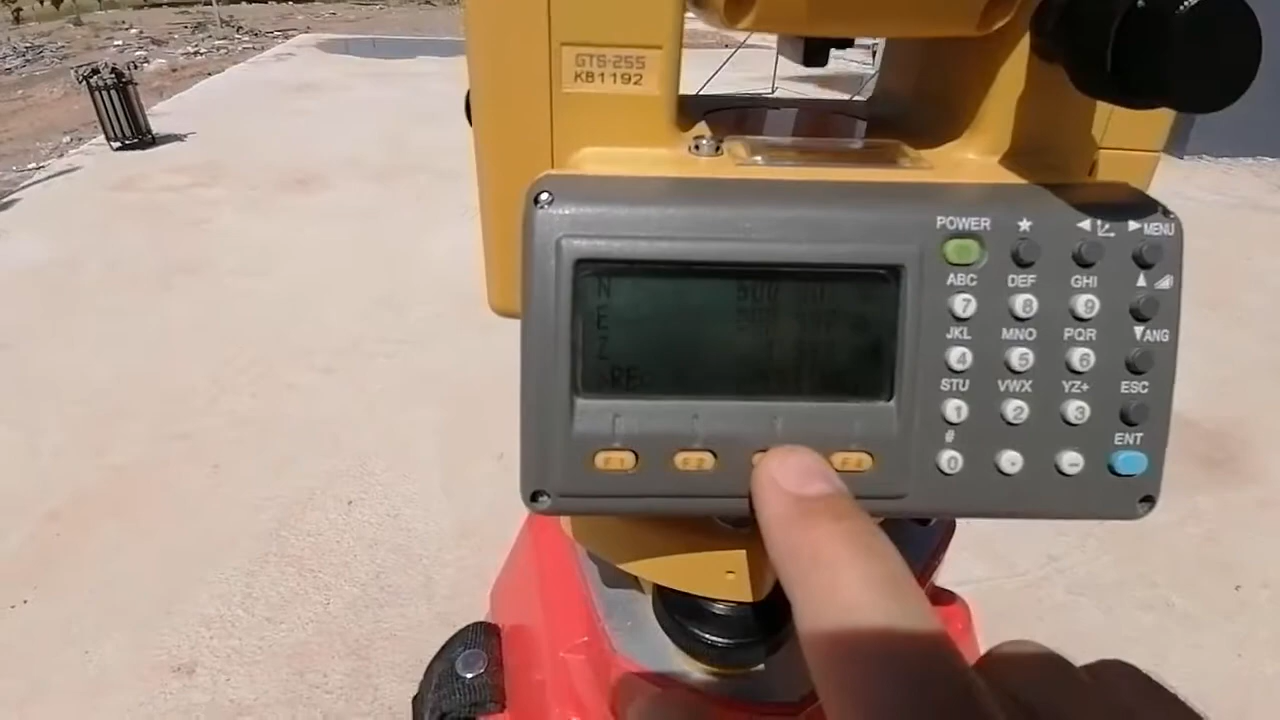 GTS-255
KB1192
POWER ★ ◀ ▶ MENU
ABC DEF GHI ▲
7 8 9
JKL MNO PQR ▼ANG
4 5 6
STU VWX YZ+ ESC
1 2 3
# ENT
0 . −
N
E
Z
F1 F2 F4